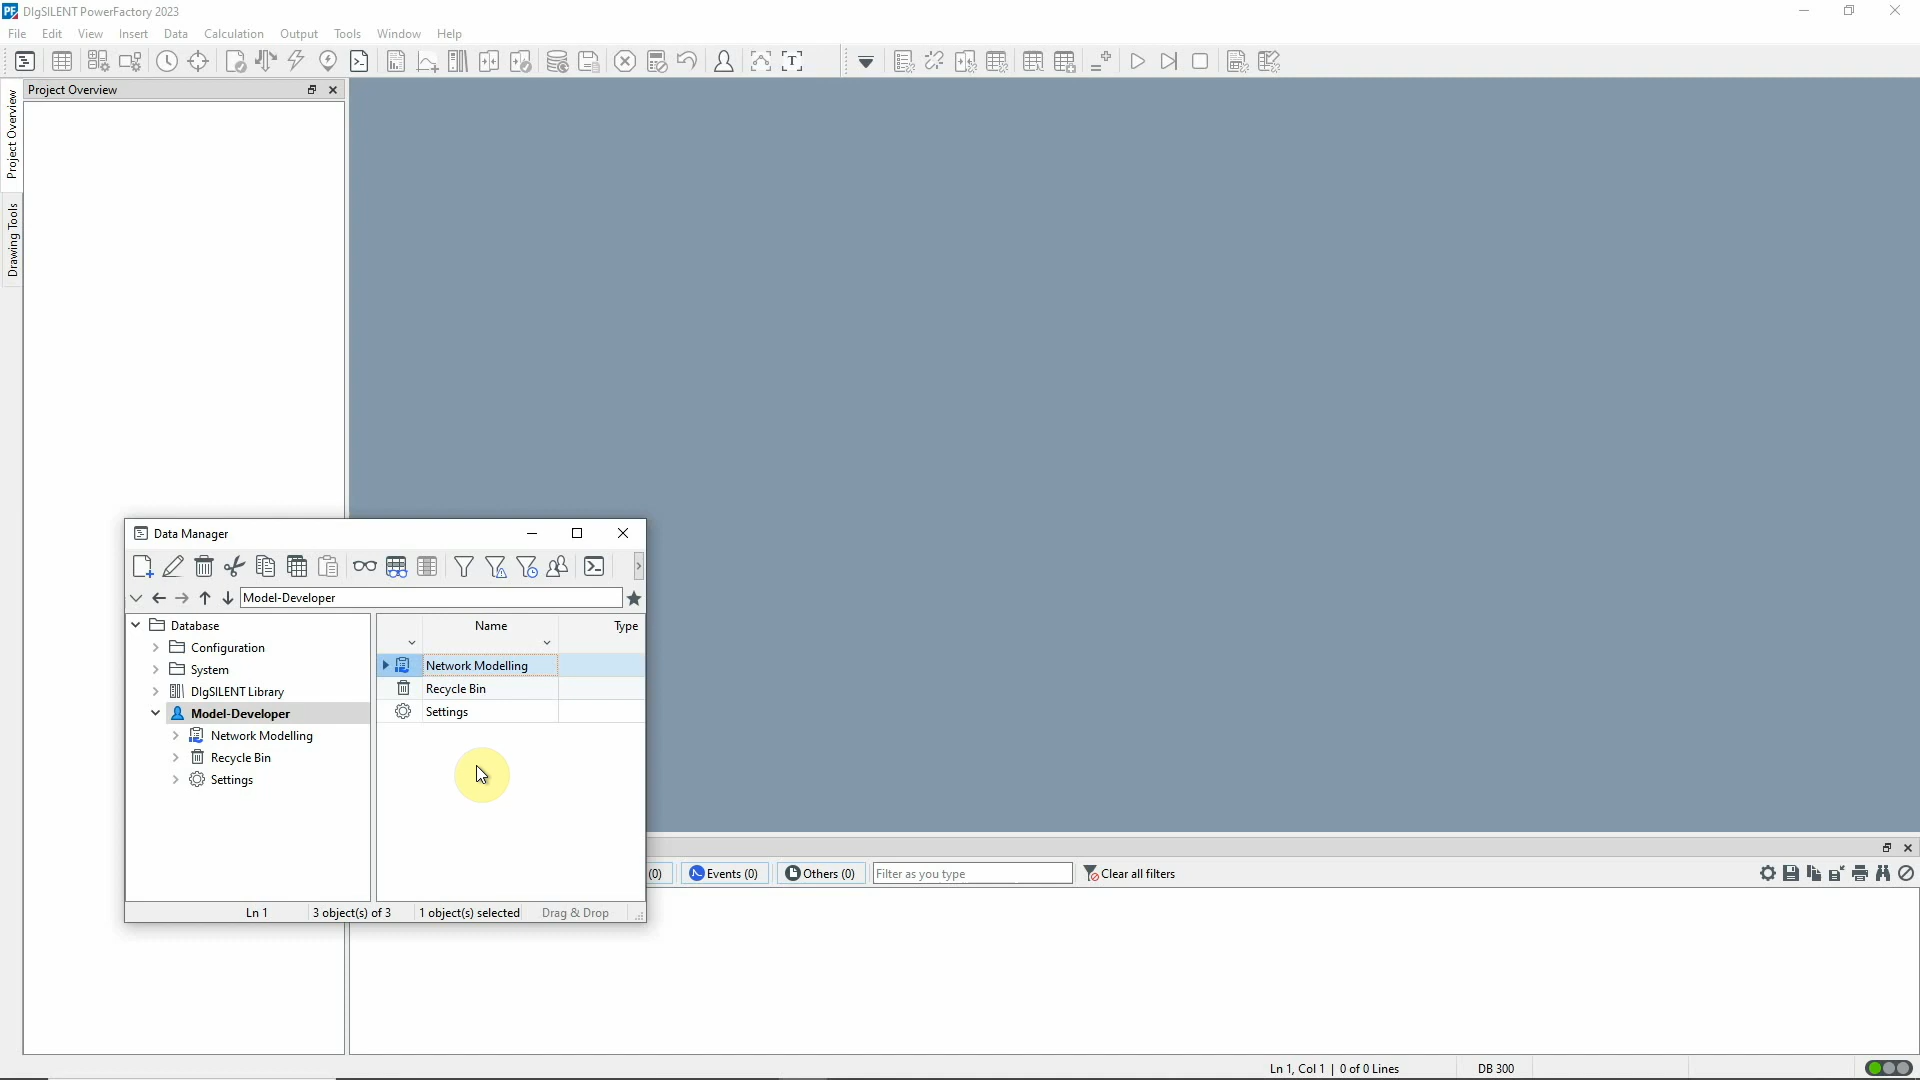 DIgSILENT PowerFactory 2023
File Edit View Insert Data Calculation Output Tools Window Help
Project Overview
Project Overview
Drawing Tools
Data Manager
Model-Developer
Database
Configuration
System
DIgSILENT Library
Model-Developer
Network Modelling
Recycle Bin
Settings
Name Type
Network Modelling
Recycle Bin
Settings
Ln 1 3 object(s) of 3 1 object(s) selected Drag & Drop
(0) Events (0) Others (0) Filter as you type Clear all filters
Ln 1, Col 1 | 0 of 0 Lines DB 300